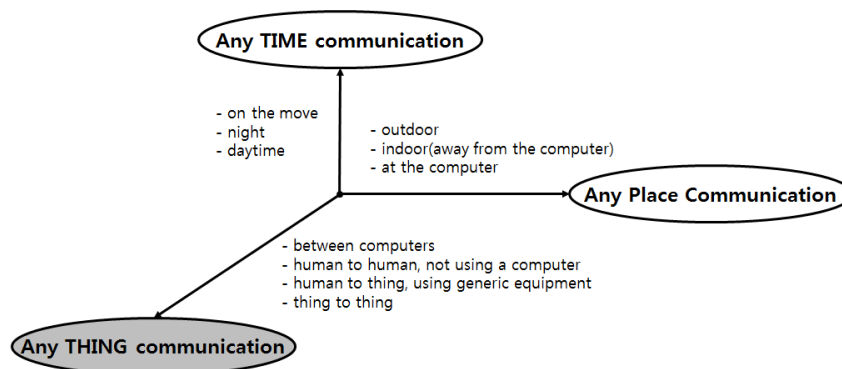 Any TIME communication
- on the move
- night
- daytime
- outdoor
- indoor(away from the computer)
- at the computer
Any Place Communication
- between computers
- human to human, not using a computer
- human to thing, using generic equipment
- thing to thing
Any THING communication